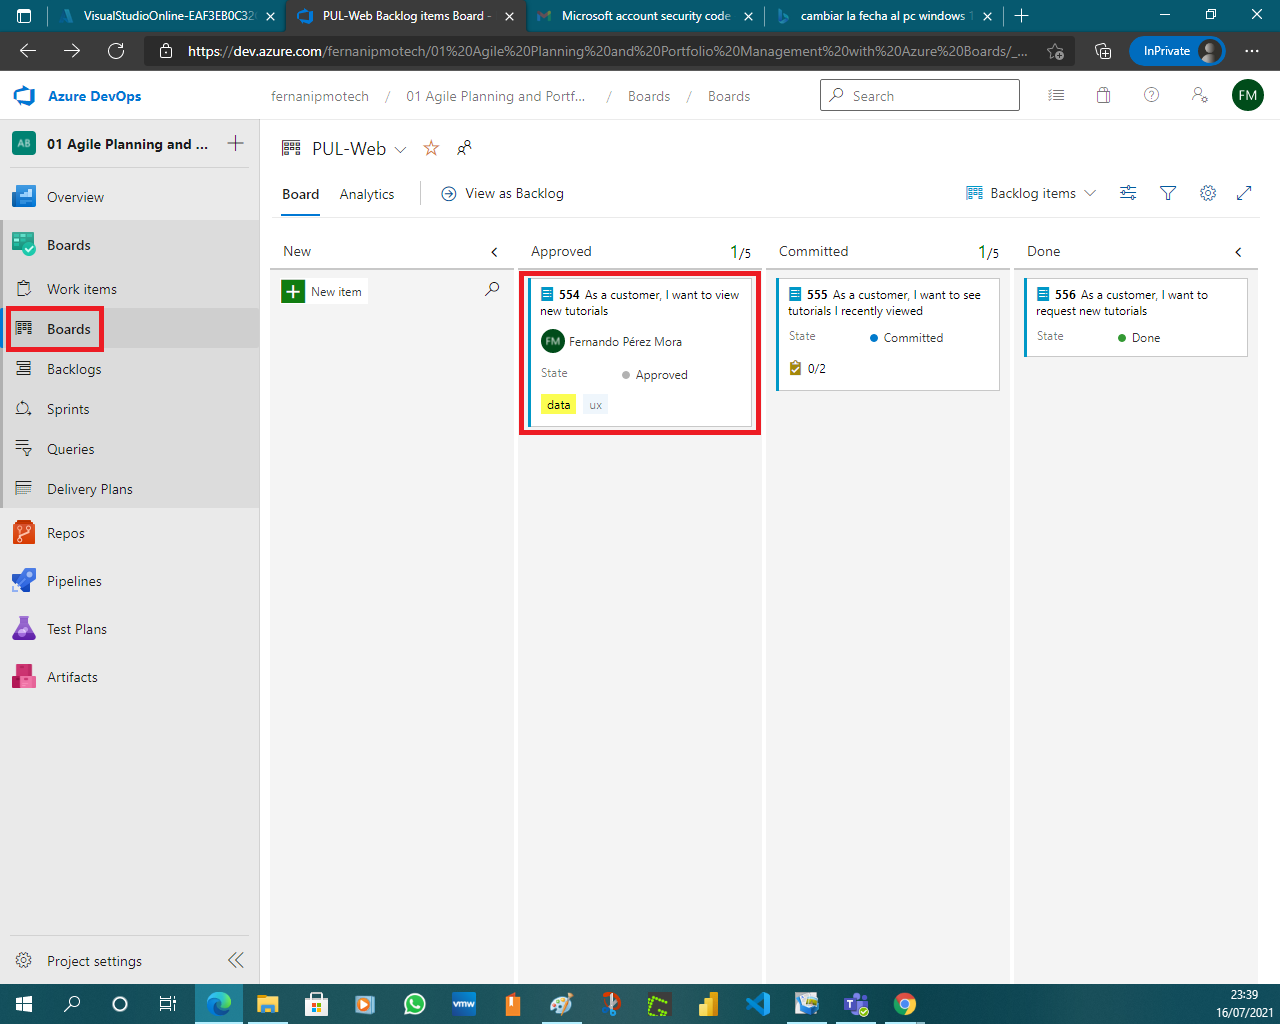 VisualStudioOnline-EAF3EB0C32
PUL-Web Backlog items Board -
Microsoft account security code
cambiar la fecha al pc windows 1
https://dev.azure.com/fernanipmotech/01%20Agile%20Planning%20and%20Portfolio%20Management%20with%20Azure%20Boards/_...
InPrivate
Azure DevOps
fernanipmotech / 01 Agile Planning and Portf... / Boards / Boards
Search
FM
AB 01 Agile Planning and ...
Overview
Boards
Work items
Boards
Backlogs
Sprints
Queries
Delivery Plans
Repos
Pipelines
Test Plans
Artifacts
Project settings
PUL-Web
Board
Analytics
View as Backlog
Backlog items
New
New item
Approved 1/5
554 As a customer, I want to view
new tutorials
FM Fernando Pérez Mora
State Approved
data ux
Committed 1/5
555 As a customer, I want to see
tutorials I recently viewed
State Committed
0/2
Done
556 As a customer, I want to
request new tutorials
State Done
vmw
23:39
16/07/2021